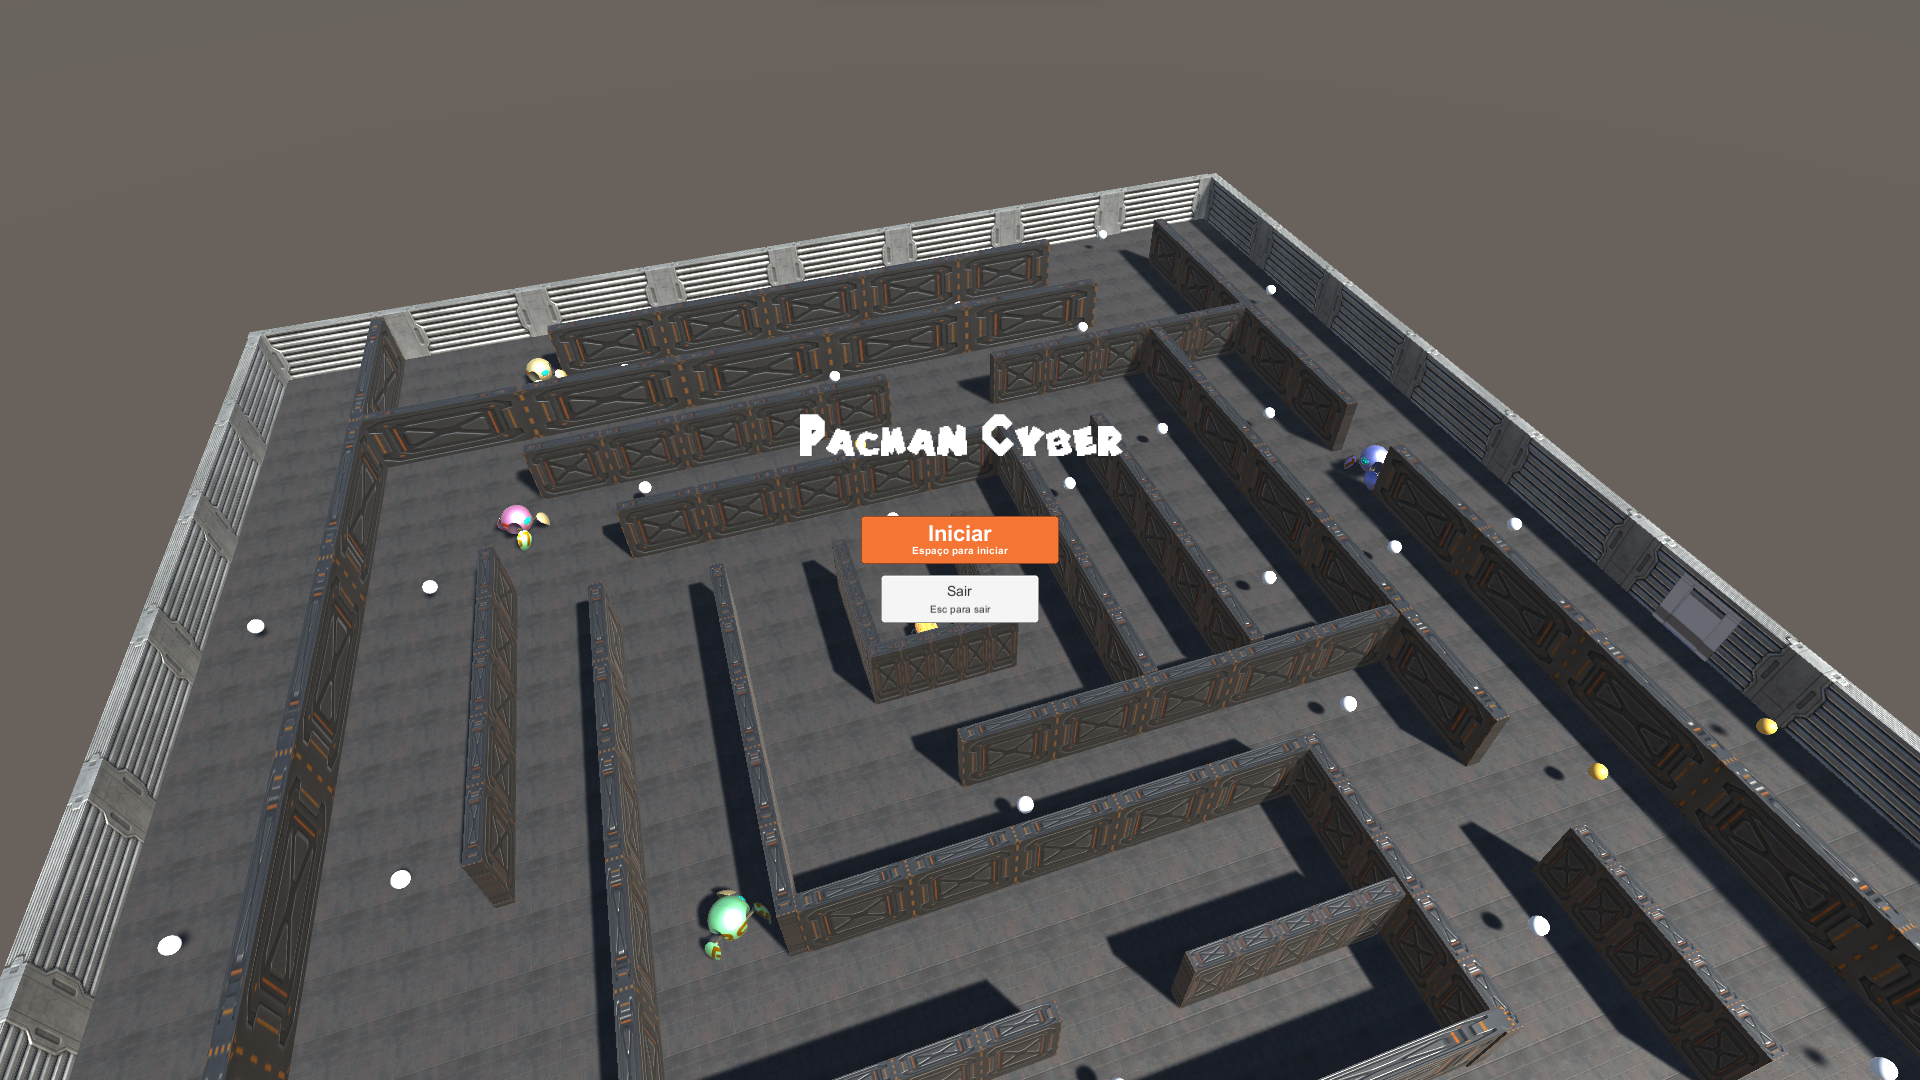 Pacman Cyber
Iniciar
Espaço para iniciar
Sair
Esc para sair